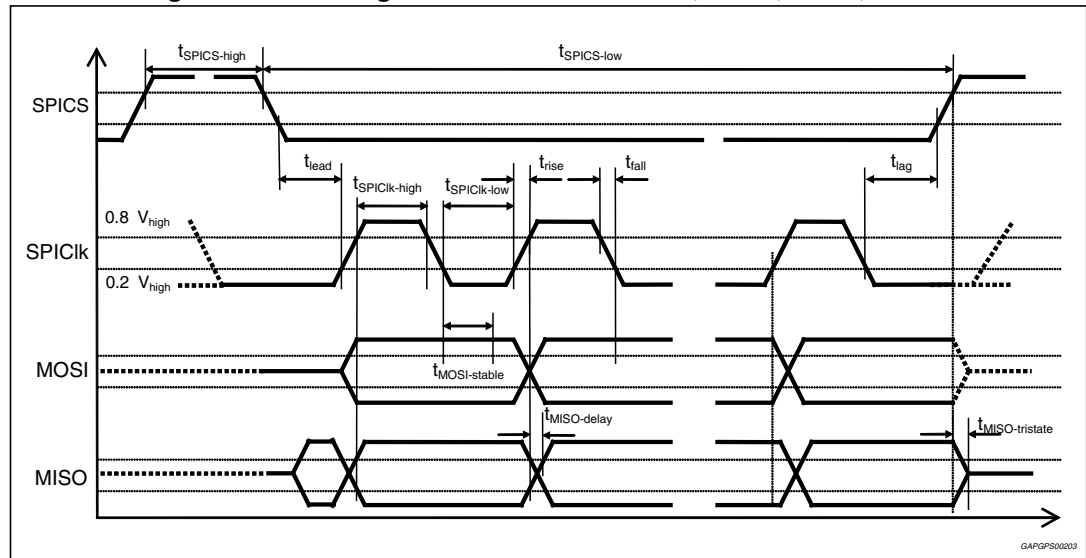 tSPICS-high
tSPICS-low
SPICS
tlead
tSPIClk-high
tSPIClk-low
trise
tfall
tlag
0.8 Vhigh
SPIClk
0.2 Vhigh
MOSI
tMOSI-stable
tMISO-delay
tMISO-tristate
MISO
GAPGPS00203